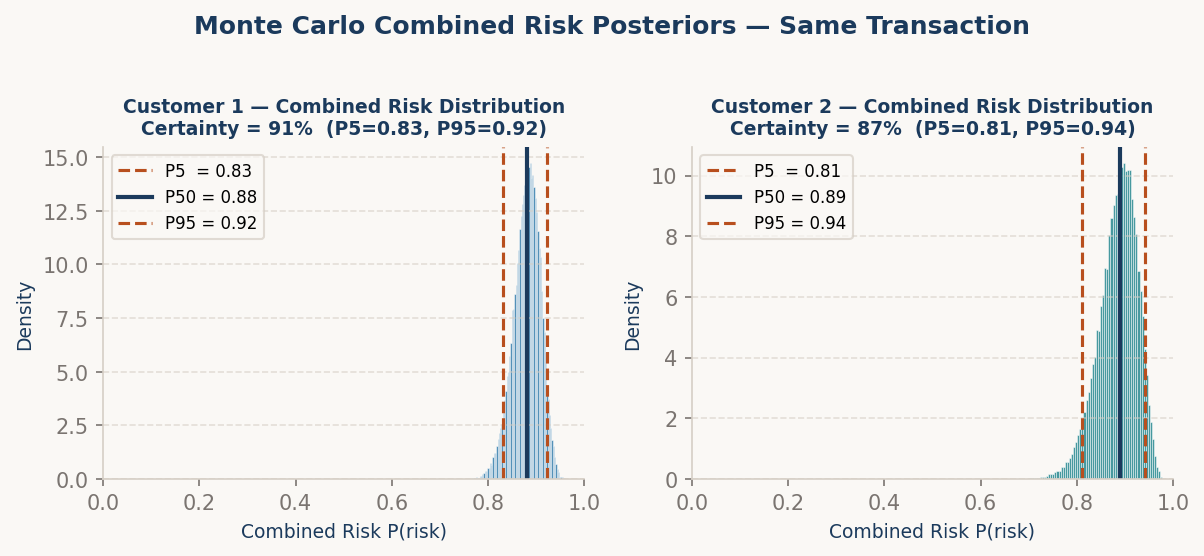 Monte Carlo Combined Risk Posteriors — Same Transaction
Customer 1 — Combined Risk Distribution
Certainty = 91%  (P5=0.83, P95=0.92)
15.0
12.5
10.0
7.5
5.0
2.5
0.0
Density
P5  = 0.83
P50 = 0.88
P95 = 0.92
0.0 0.2 0.4 0.6 0.8 1.0
Combined Risk P(risk)
Customer 2 — Combined Risk Distribution
Certainty = 87%  (P5=0.81, P95=0.94)
10
8
6
4
2
0
Density
P5  = 0.81
P50 = 0.89
P95 = 0.94
0.0 0.2 0.4 0.6 0.8 1.0
Combined Risk P(risk)